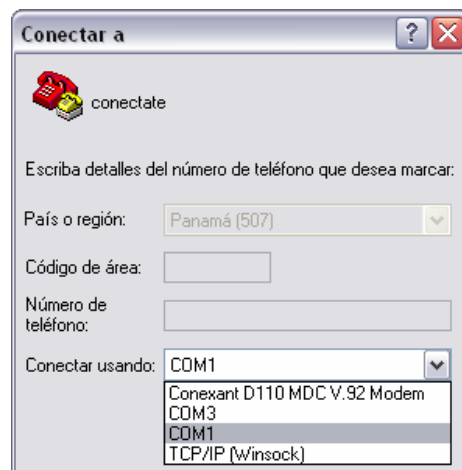 Conectar a
conectate
Escriba detalles del número de teléfono que desea marcar:
País o región: Panamá (507)
Código de área:
Número de
teléfono:
Conectar usando: COM1
Conexant D110 MDC V.92 Modem
COM3
COM1
TCP/IP (Winsock)